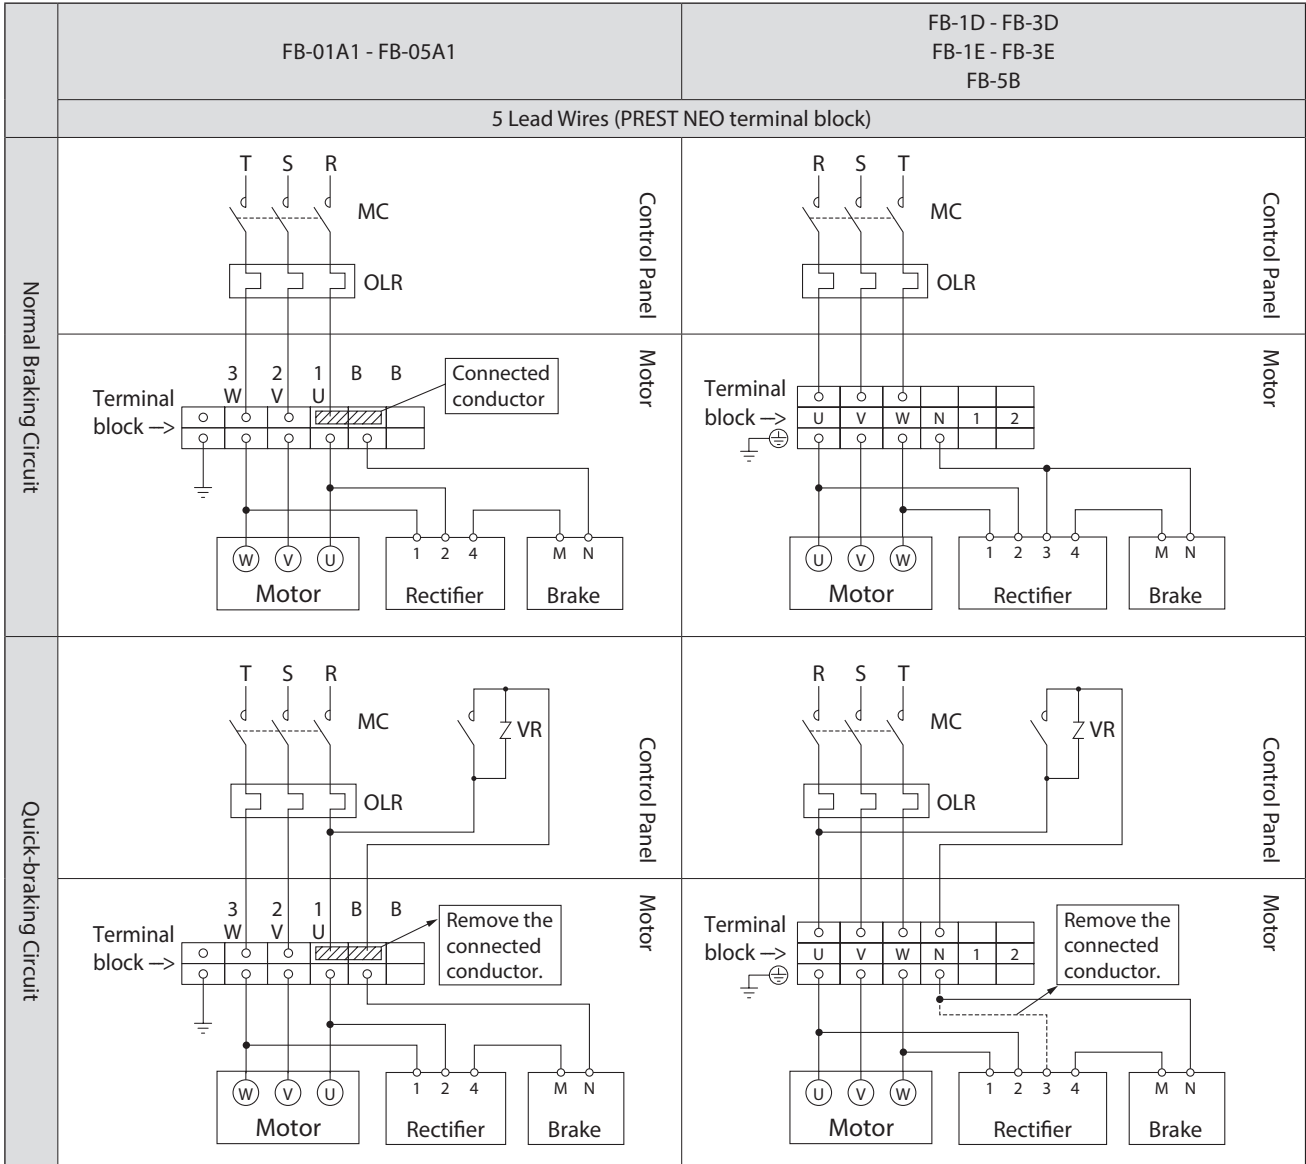 FB-01A1 - FB-05A1
FB-1D - FB-3D
FB-1E - FB-3E
FB-5B
5 Lead Wires (PREST NEO terminal block)
Normal Braking Circuit
T S R
MC
OLR
Control Panel
Motor
3 2 1 B B
W V U
Connected
conductor
Terminal
block –>
W V U
Motor
1 2 4
Rectifier
M N
Brake
R S T
MC
OLR
Control Panel
Motor
Terminal
block –>
U V W N 1 2
U V W
Motor
1 2 3 4
Rectifier
M N
Brake
Quick-braking Circuit
T S R
MC
VR
OLR
Control Panel
Motor
3 2 1 B B
W V U
Remove the
connected
conductor.
Terminal
block –>
W V U
Motor
1 2 4
Rectifier
M N
Brake
R S T
MC
VR
OLR
Control Panel
Motor
Terminal
block –>
U V W N 1 2
Remove the
connected
conductor.
U V W
Motor
1 2 3 4
Rectifier
M N
Brake